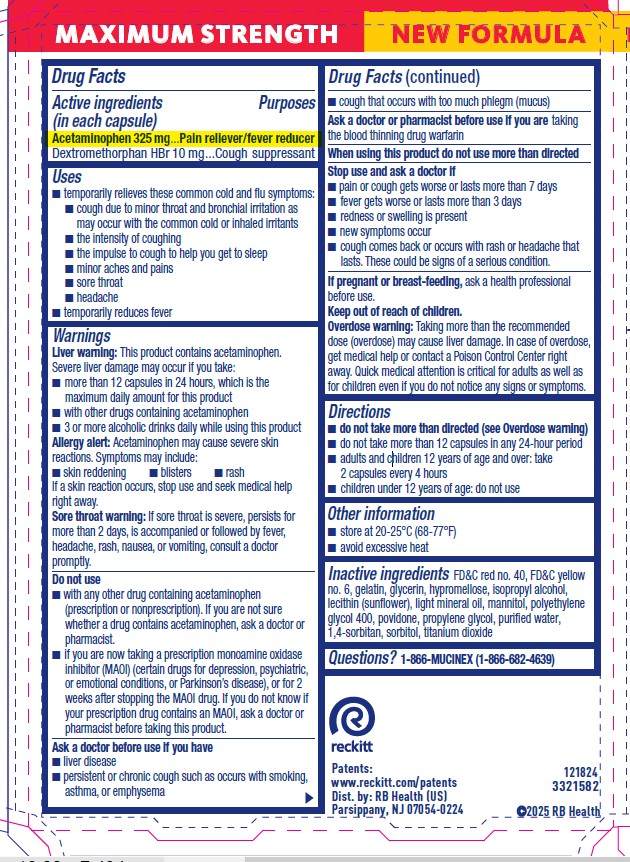 MAXIMUM STRENGTH
NEW FORMULA
Drug Facts
Active ingredients Purposes
(in each capsule)
Acetaminophen 325 mg...Pain reliever/fever reducer
Dextromethorphan HBr 10 mg...Cough suppressant
Uses
■ temporarily relieves these common cold and flu symptoms:
■ cough due to minor throat and bronchial irritation as
may occur with the common cold or inhaled irritants
■ the intensity of coughing
■ the impulse to cough to help you get to sleep
■ minor aches and pains
■ sore throat
■ headache
■ temporarily reduces fever
Warnings
Liver warning: This product contains acetaminophen.
Severe liver damage may occur if you take:
■ more than 12 capsules in 24 hours, which is the
maximum daily amount for this product
■ with other drugs containing acetaminophen
■ 3 or more alcoholic drinks daily while using this product
Allergy alert: Acetaminophen may cause severe skin
reactions. Symptoms may include:
■ skin reddening ■ blisters ■ rash
If a skin reaction occurs, stop use and seek medical help
right away.
Sore throat warning: If sore throat is severe, persists for
more than 2 days, is accompanied or followed by fever,
headache, rash, nausea, or vomiting, consult a doctor
promptly.
Do not use
■ with any other drug containing acetaminophen
(prescription or nonprescription). If you are not sure
whether a drug contains acetaminophen, ask a doctor or
pharmacist.
■ if you are now taking a prescription monoamine oxidase
inhibitor (MAOI) (certain drugs for depression, psychiatric,
or emotional conditions, or Parkinson's disease), or for 2
weeks after stopping the MAOI drug. If you do not know if
your prescription drug contains an MAOI, ask a doctor or
pharmacist before taking this product.
Ask a doctor before use if you have
■ liver disease
■ persistent or chronic cough such as occurs with smoking,
asthma, or emphysema
Drug Facts (continued)
■ cough that occurs with too much phlegm (mucus)
Ask a doctor or pharmacist before use if you are taking
the blood thinning drug warfarin
When using this product do not use more than directed
Stop use and ask a doctor if
■ pain or cough gets worse or lasts more than 7 days
■ fever gets worse or lasts more than 3 days
■ redness or swelling is present
■ new symptoms occur
■ cough comes back or occurs with rash or headache that
lasts. These could be signs of a serious condition.
If pregnant or breast-feeding, ask a health professional
before use.
Keep out of reach of children.
Overdose warning: Taking more than the recommended
dose (overdose) may cause liver damage. In case of overdose,
get medical help or contact a Poison Control Center right
away. Quick medical attention is critical for adults as well as
for children even if you do not notice any signs or symptoms.
Directions
■ do not take more than directed (see Overdose warning)
■ do not take more than 12 capsules in any 24-hour period
■ adults and children 12 years of age and over: take
2 capsules every 4 hours
■ children under 12 years of age: do not use
Other information
■ store at 20-25°C (68-77°F)
■ avoid excessive heat
Inactive ingredients FD&C red no. 40, FD&C yellow
no. 6, gelatin, glycerin, hypromellose, isopropyl alcohol,
lecithin (sunflower), light mineral oil, mannitol, polyethylene
glycol 400, povidone, propylene glycol, purified water,
1,4-sorbitan, sorbitol, titanium dioxide
Questions? 1-866-MUCINEX (1-866-682-4639)
reckitt
Patents:
www.reckitt.com/patents
Dist. by: RB Health (US)
Parsippany, NJ 07054-0224
121824
3321582
©2025 RB Health